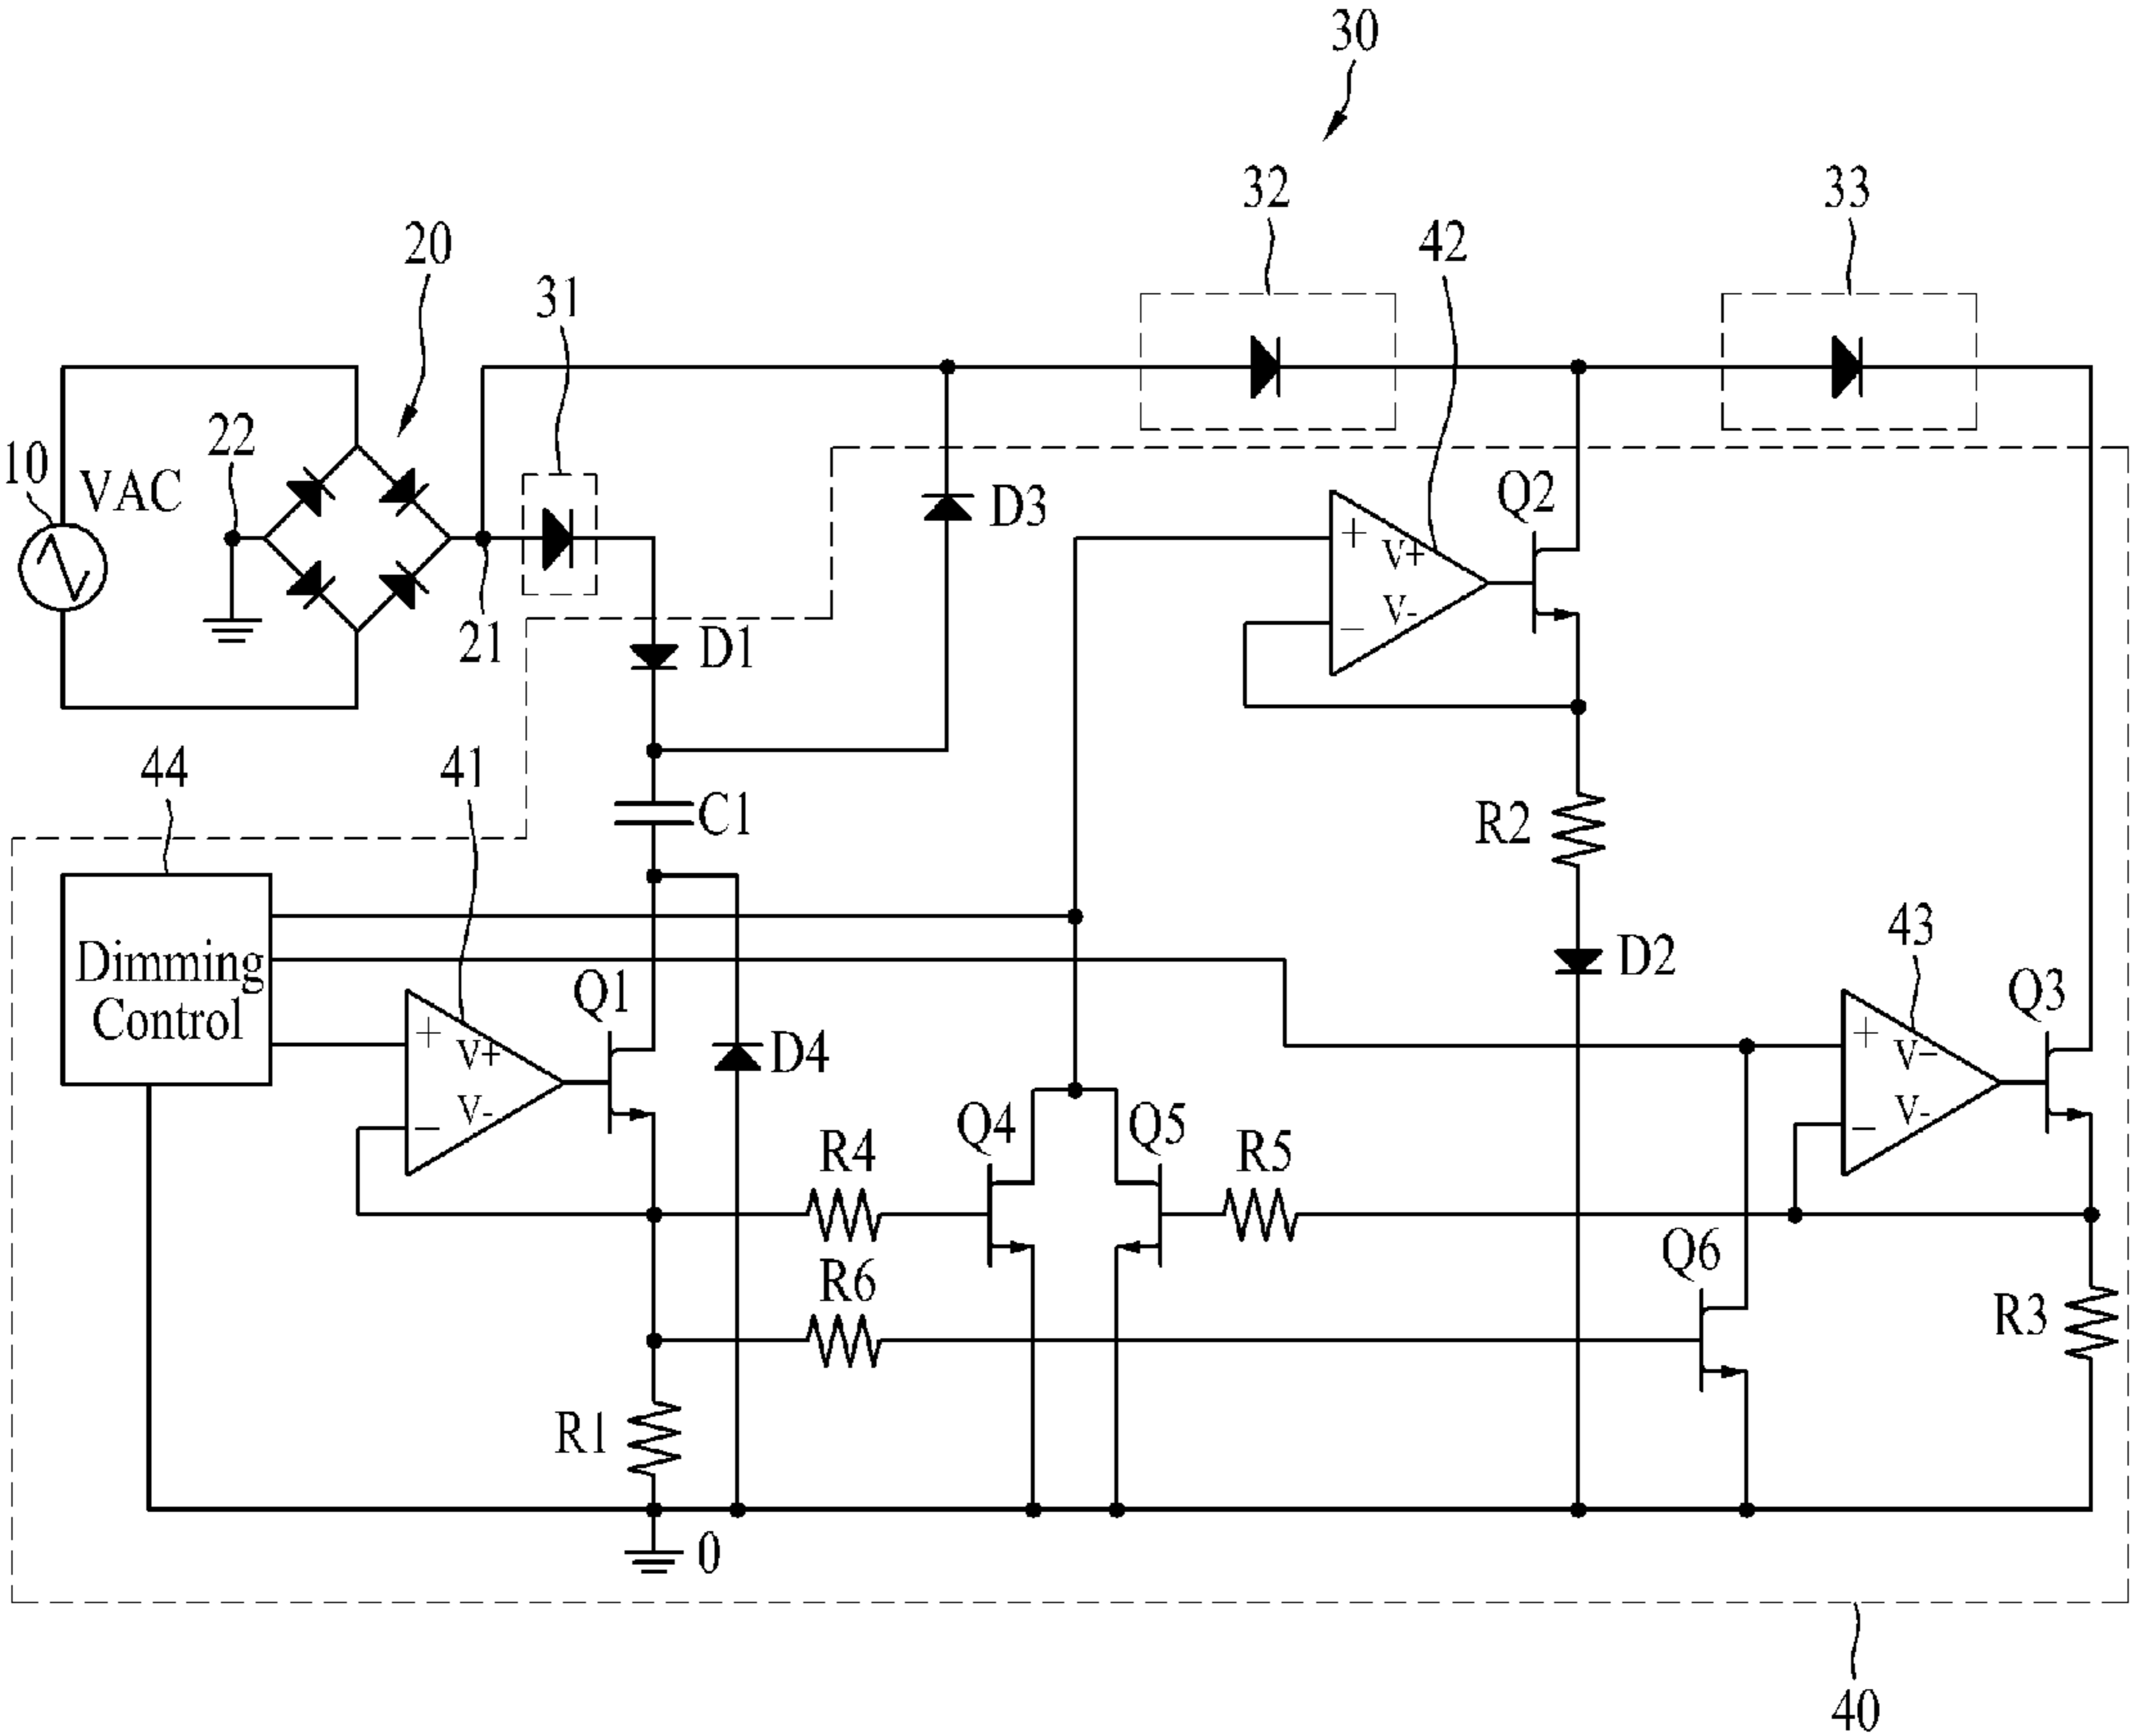 30
32
33
20
42
31
22
10
VAC
Q2
+
V+
V-
−
D3
21
D1
44
41
C1
R2
Dimming
Control
D2
43
Q1
Q3
+
V+
V-
−
D4
+
V−
V-
−
Q4
Q5
R4
R5
Q6
R6
R3
R1
0
40